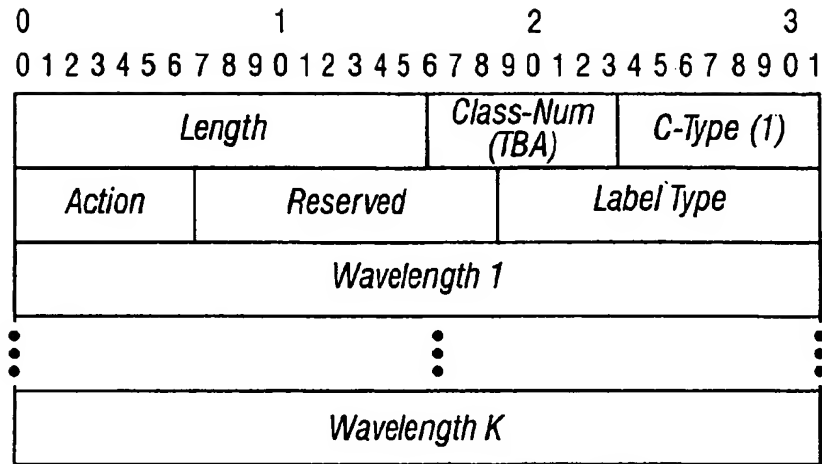 0 1 2 3
0 1 2 3 4 5 6 7 8 9 0 1 2 3 4 5 6 7 8 9 0 1 2 3 4 5 6 7 8 9 0 1
Length Class-Num (TBA) C-Type (1)
Action Reserved Label Type
Wavelength 1
Wavelength K